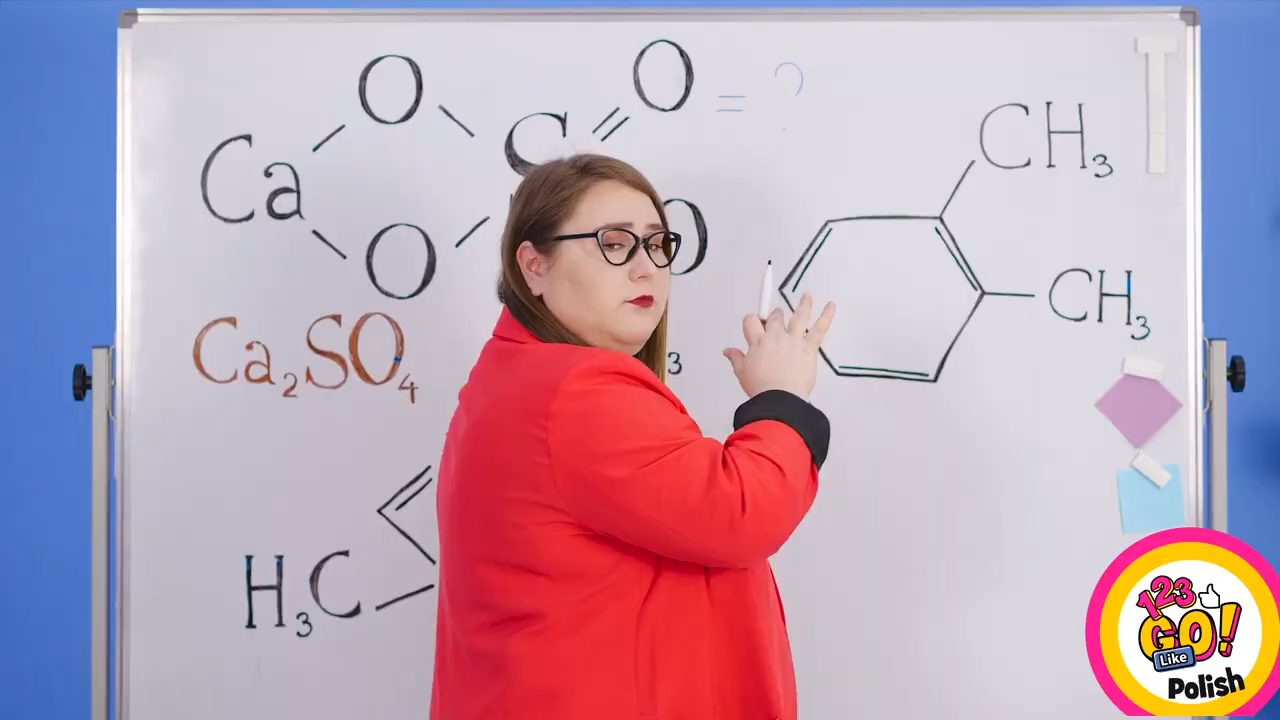 O O = ?
Ca
O O
CH3
CH3
Ca2SO4
3
H3C
123
GO!
Like
Polish